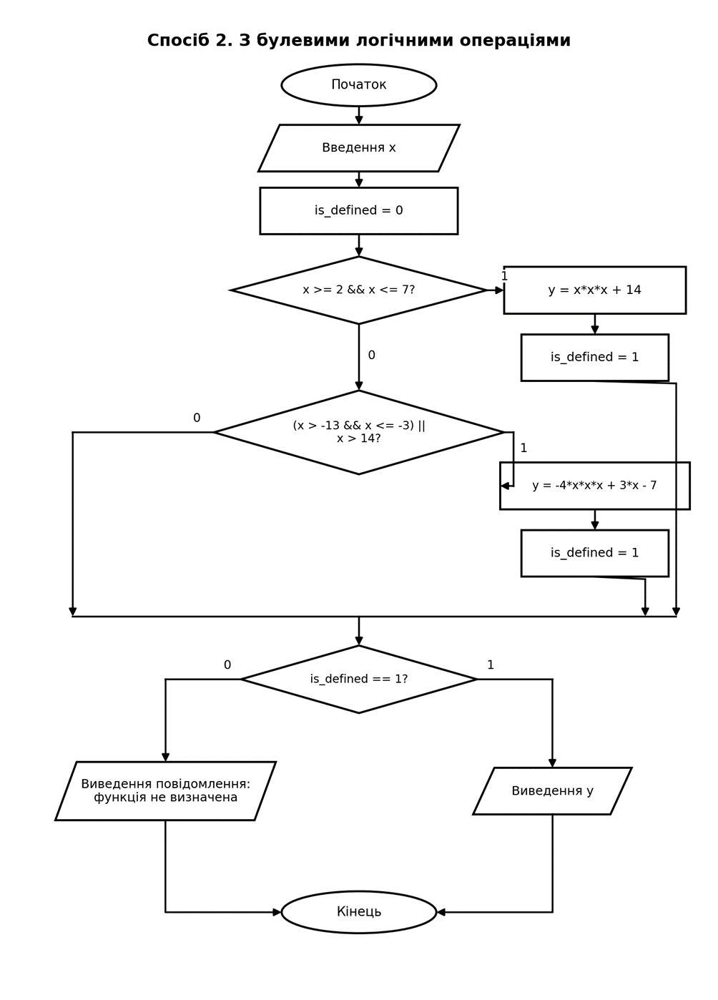 Спосіб 2. З булевими логічними операціями
Початок
Введення x
is_defined = 0
x >= 2 && x <= 7?
1
y = x*x*x + 14
is_defined = 1
0
(x > -13 && x <= -3) ||
x > 14?
0
1
y = -4*x*x*x + 3*x - 7
is_defined = 1
is_defined == 1?
0
1
Виведення повідомлення:
функція не визначена
Виведення y
Кінець